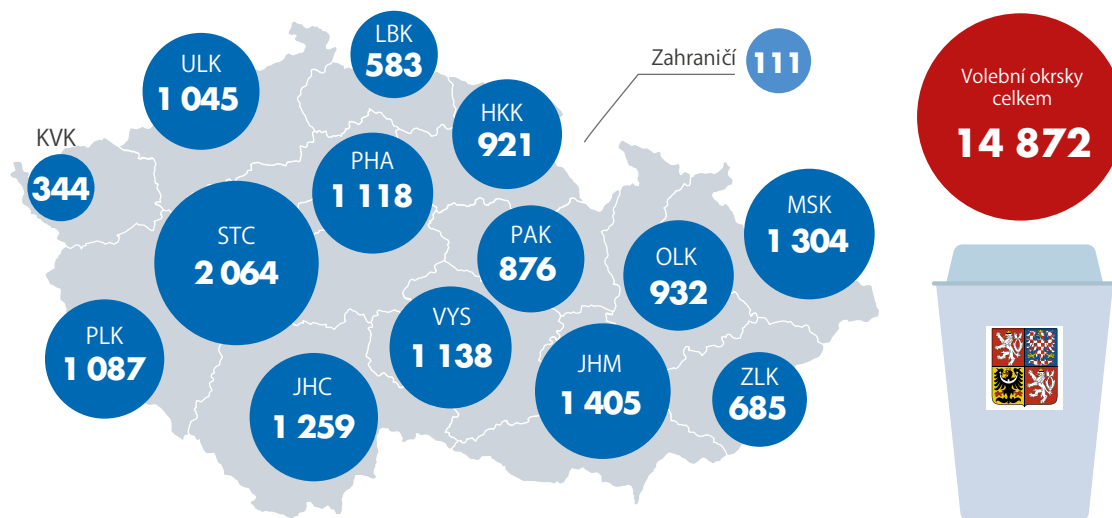 LBK
583
Zahraničí
111
ULK
1 045
Volební okrsky
celkem
14 872
HKK
921
KVK
344
PHA
1 118
MSK
1 304
STC
2 064
PAK
876
OLK
932
PLK
1 087
VYS
1 138
JHM
1 405
ZLK
685
JHC
1 259